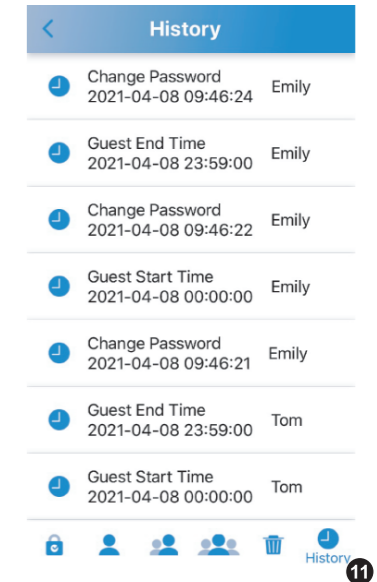 History
Change Password
2021-04-08 09:46:24 Emily
Guest End Time
2021-04-08 23:59:00 Emily
Change Password
2021-04-08 09:46:22 Emily
Guest Start Time
2021-04-08 00:00:00 Emily
Change Password
2021-04-08 09:46:21 Emily
Guest End Time
2021-04-08 23:59:00 Tom
Guest Start Time
2021-04-08 00:00:00 Tom
History
11